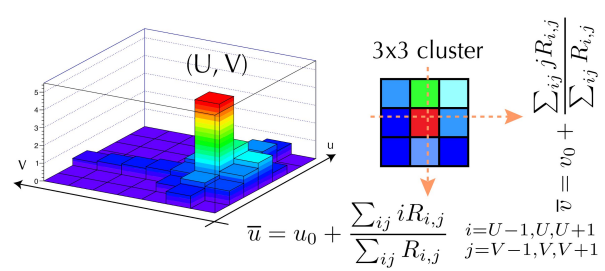 (U, V)
5
4
3
2
1
0
V
u
3x3 cluster
\overline{u} = u_0 + \frac{\sum_{ij} i R_{i,j}}{\sum_{ij} R_{i,j}}
\overline{v} = v_0 + \frac{\sum_{ij} j R_{i,j}}{\sum_{ij} R_{i,j}}
i=U−1,U,U+1
j=V−1,V,V+1